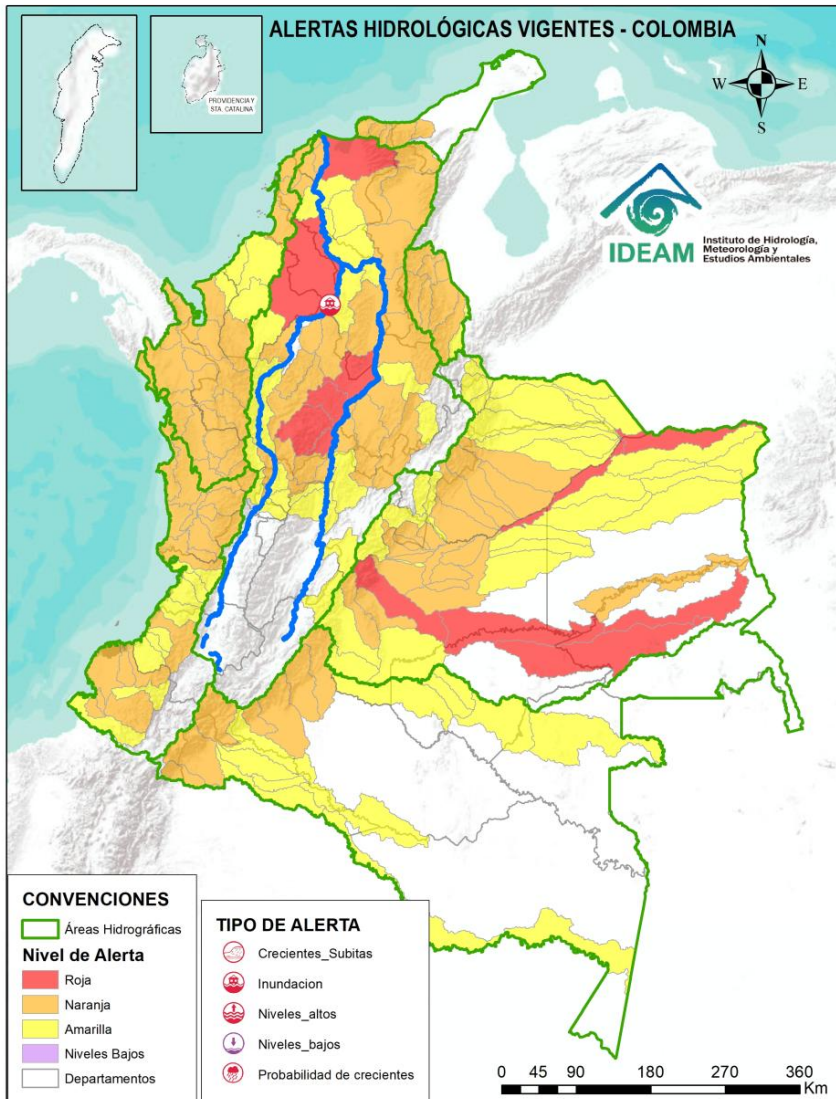 ALERTAS HIDROLÓGICAS VIGENTES - COLOMBIA
PROVIDENCIA Y
STA. CATALINA
N
W
E
S
IDEAM
Instituto de Hidrología,
Meteorología y
Estudios Ambientales
CONVENCIONES
Áreas Hidrográficas
Nivel de Alerta
Roja
Naranja
Amarilla
Niveles Bajos
Departamentos
TIPO DE ALERTA
Crecientes_Subitas
Inundacion
Niveles_altos
Niveles_bajos
Probabilidad de crecientes
0 45 90 180 270 360
Km